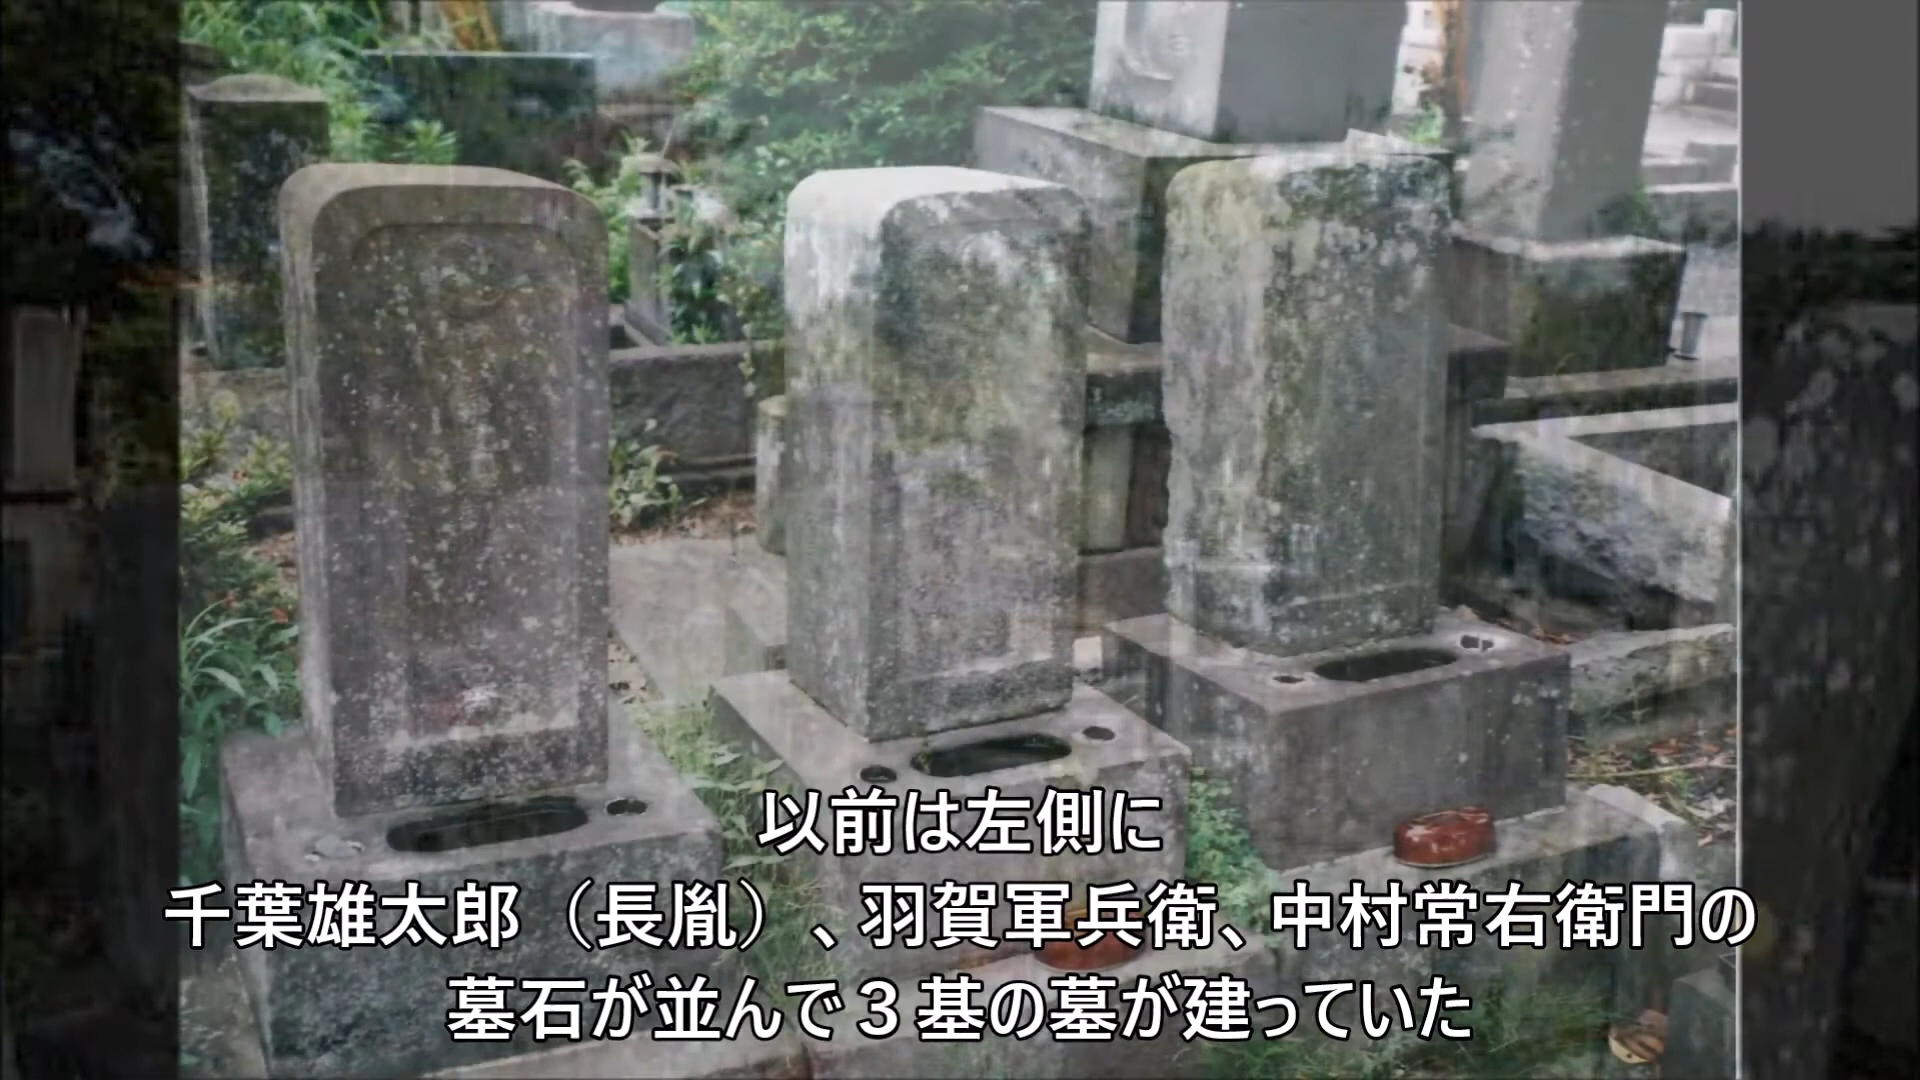 以前は左側に
千葉雄太郎（長胤）、羽賀軍兵衛、中村常右衛門の
墓石が並んで３基の墓が建っていた